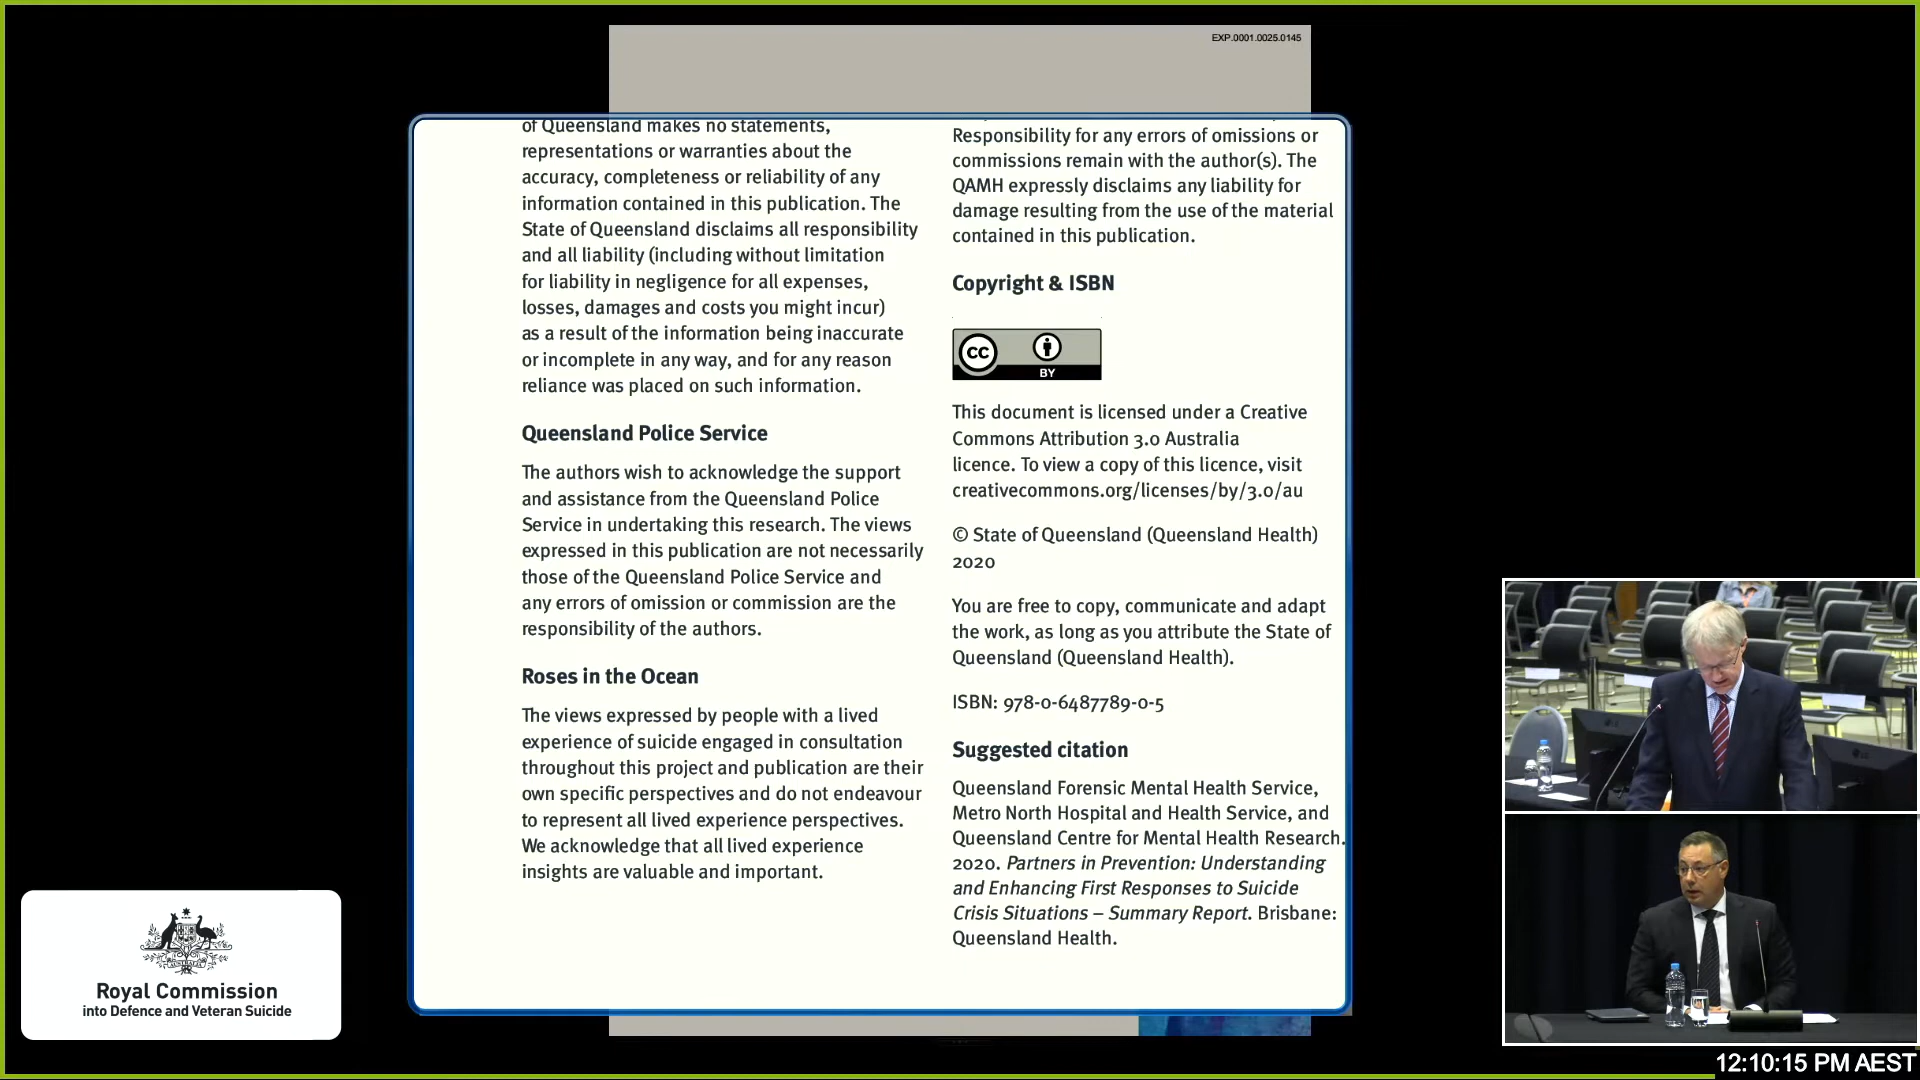 EXP.0001.0025.0145
of Queensland makes no statements,
representations or warranties about the
accuracy, completeness or reliability of any
information contained in this publication. The
State of Queensland disclaims all responsibility
and all liability (including without limitation
for liability in negligence for all expenses,
losses, damages and costs you might incur)
as a result of the information being inaccurate
or incomplete in any way, and for any reason
reliance was placed on such information.
Queensland Police Service
The authors wish to acknowledge the support
and assistance from the Queensland Police
Service in undertaking this research. The views
expressed in this publication are not necessarily
those of the Queensland Police Service and
any errors of omission or commission are the
responsibility of the authors.
Roses in the Ocean
The views expressed by people with a lived
experience of suicide engaged in consultation
throughout this project and publication are their
own specific perspectives and do not endeavour
to represent all lived experience perspectives.
We acknowledge that all lived experience
insights are valuable and important.
Responsibility for any errors of omissions or
commissions remain with the author(s). The
QAMH expressly disclaims any liability for
damage resulting from the use of the material
contained in this publication.
Copyright & ISBN
CC
BY
This document is licensed under a Creative
Commons Attribution 3.0 Australia
licence. To view a copy of this licence, visit
creativecommons.org/licenses/by/3.0/au
© State of Queensland (Queensland Health)
2020
You are free to copy, communicate and adapt
the work, as long as you attribute the State of
Queensland (Queensland Health).
ISBN: 978-0-6487789-0-5
Suggested citation
Queensland Forensic Mental Health Service,
Metro North Hospital and Health Service, and
Queensland Centre for Mental Health Research.
2020. Partners in Prevention: Understanding
and Enhancing First Responses to Suicide
Crisis Situations – Summary Report. Brisbane:
Queensland Health.
Royal Commission
into Defence and Veteran Suicide
12:10:15 PM AEST